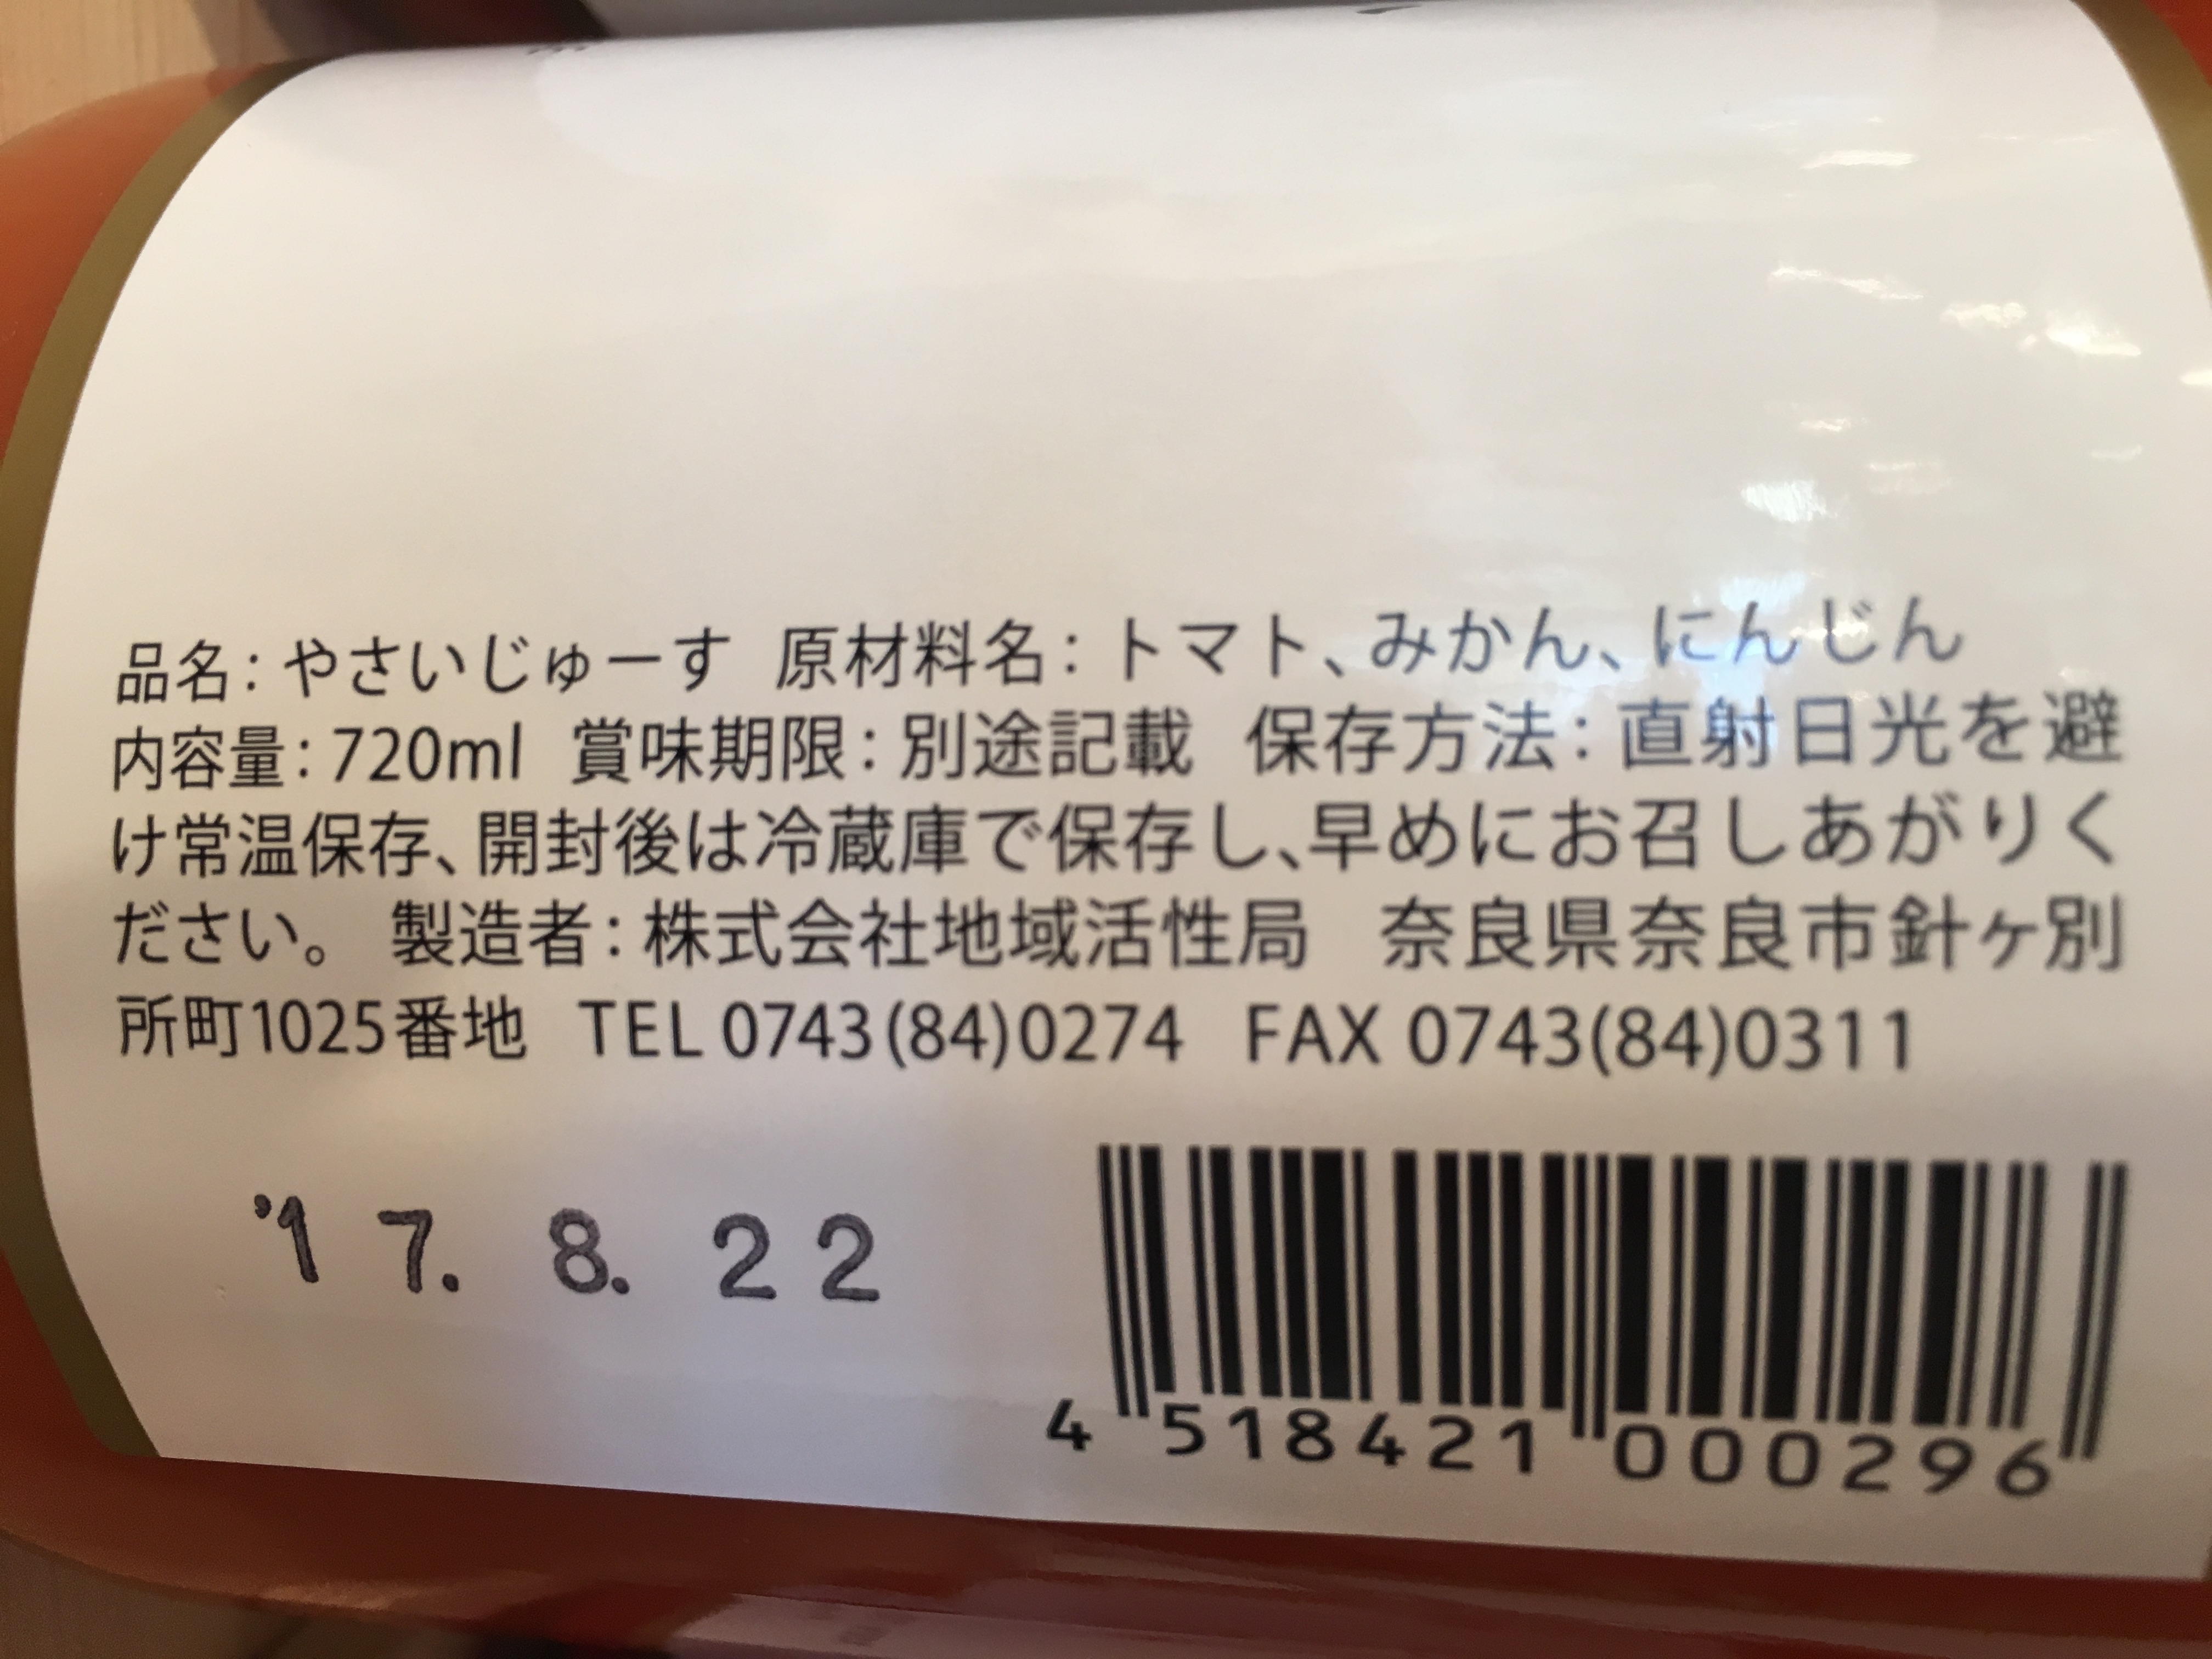 品名：やさいじゅーす 原材料名：トマト、みかん、にんじん
内容量：720ml 賞味期限：別途記載 保存方法：直射日光を避
け常温保存、開封後は冷蔵庫で保存し、早めにお召しあがりく
ださい。 製造者：株式会社地域活性局 奈良県奈良市針ヶ別
所町1025番地 TEL 0743(84)0274 FAX 0743(84)0311
'17. 8. 22
4 518421 000296